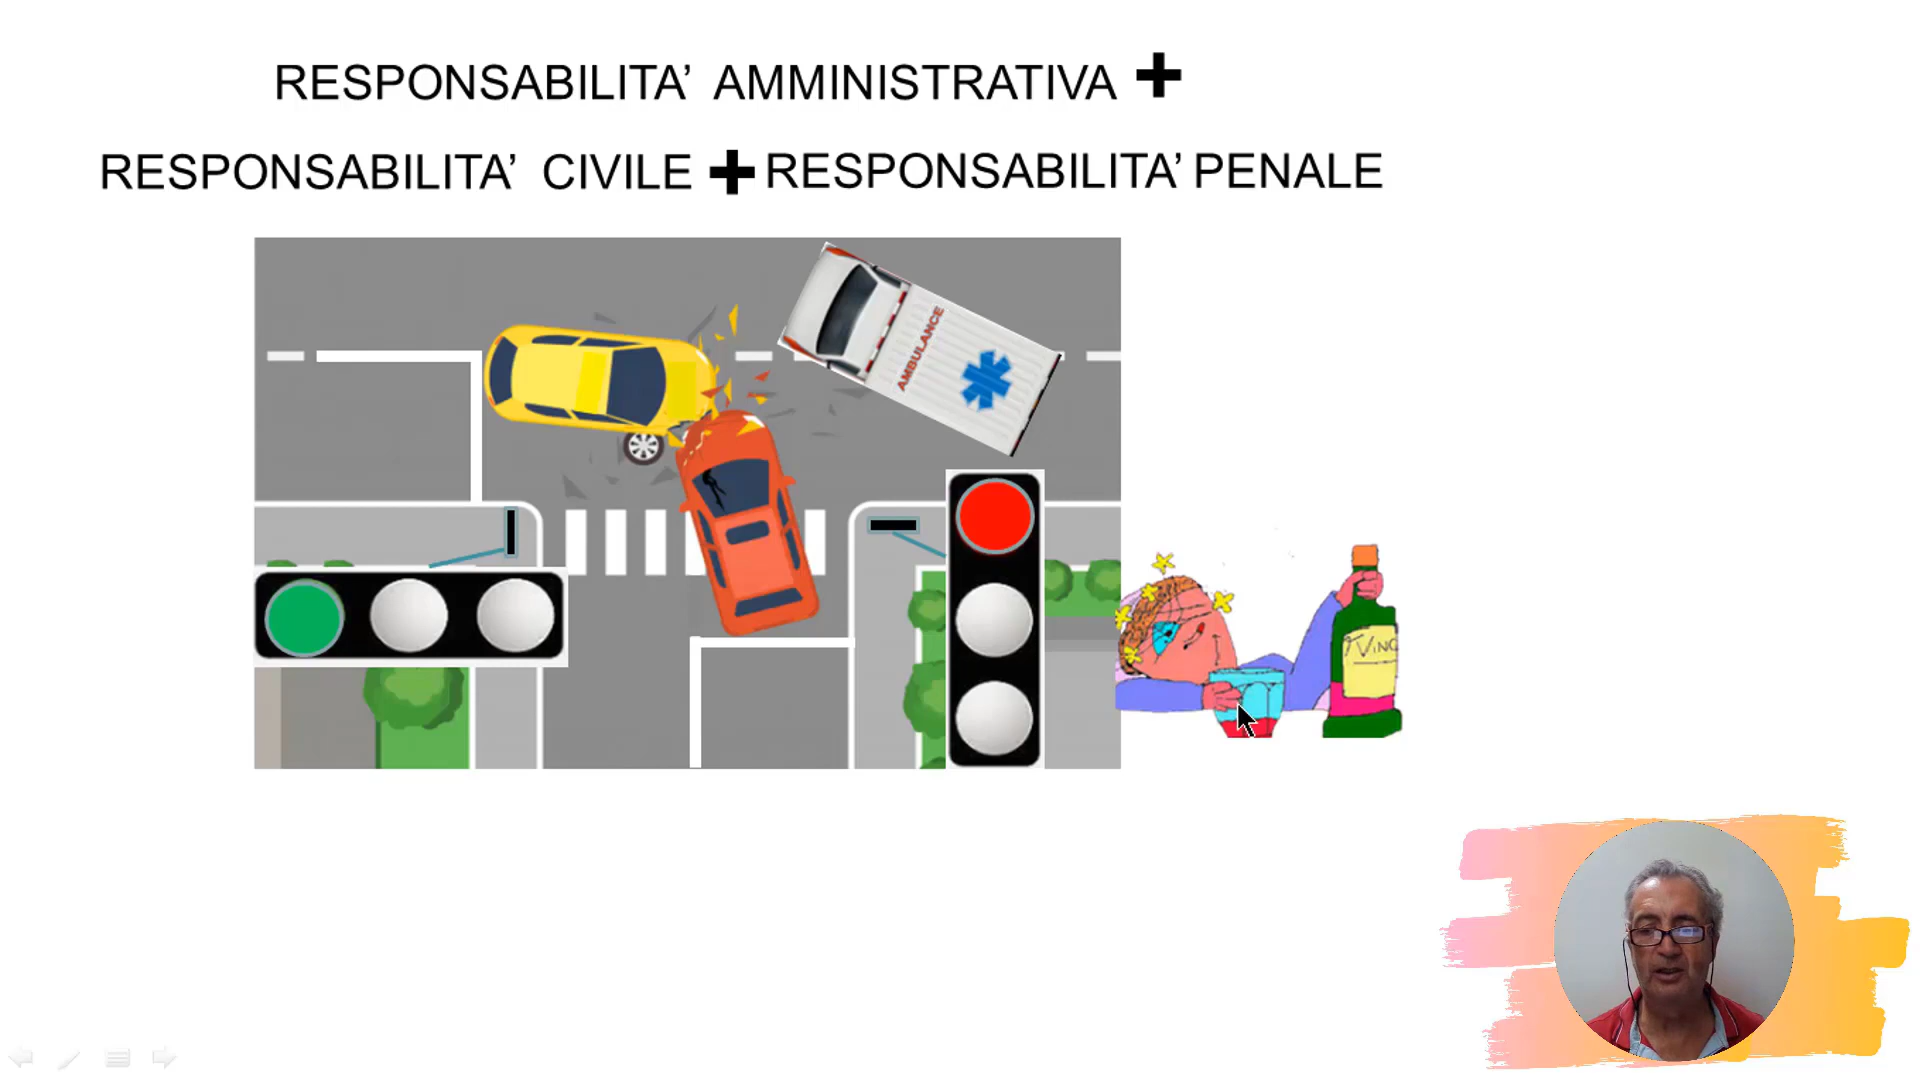 RESPONSABILITA’ AMMINISTRATIVA +
RESPONSABILITA’ CIVILE + RESPONSABILITA’ PENALE
AMBULANCE
VINO